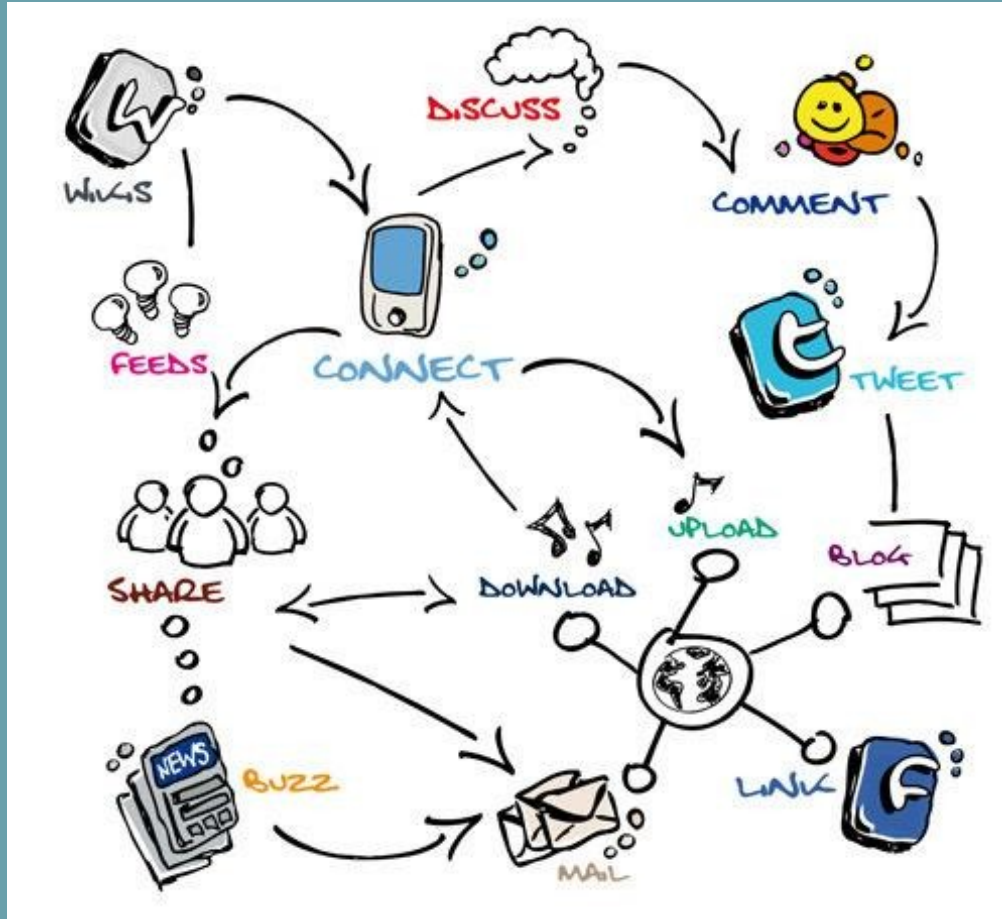 DISCUSS
WIKIS
COMMENT
FEEDS
CONNECT
TWEET
UPLOAD
BLOG
SHARE
DOWNLOAD
NEWS
BUZZ
LINK
MAIL